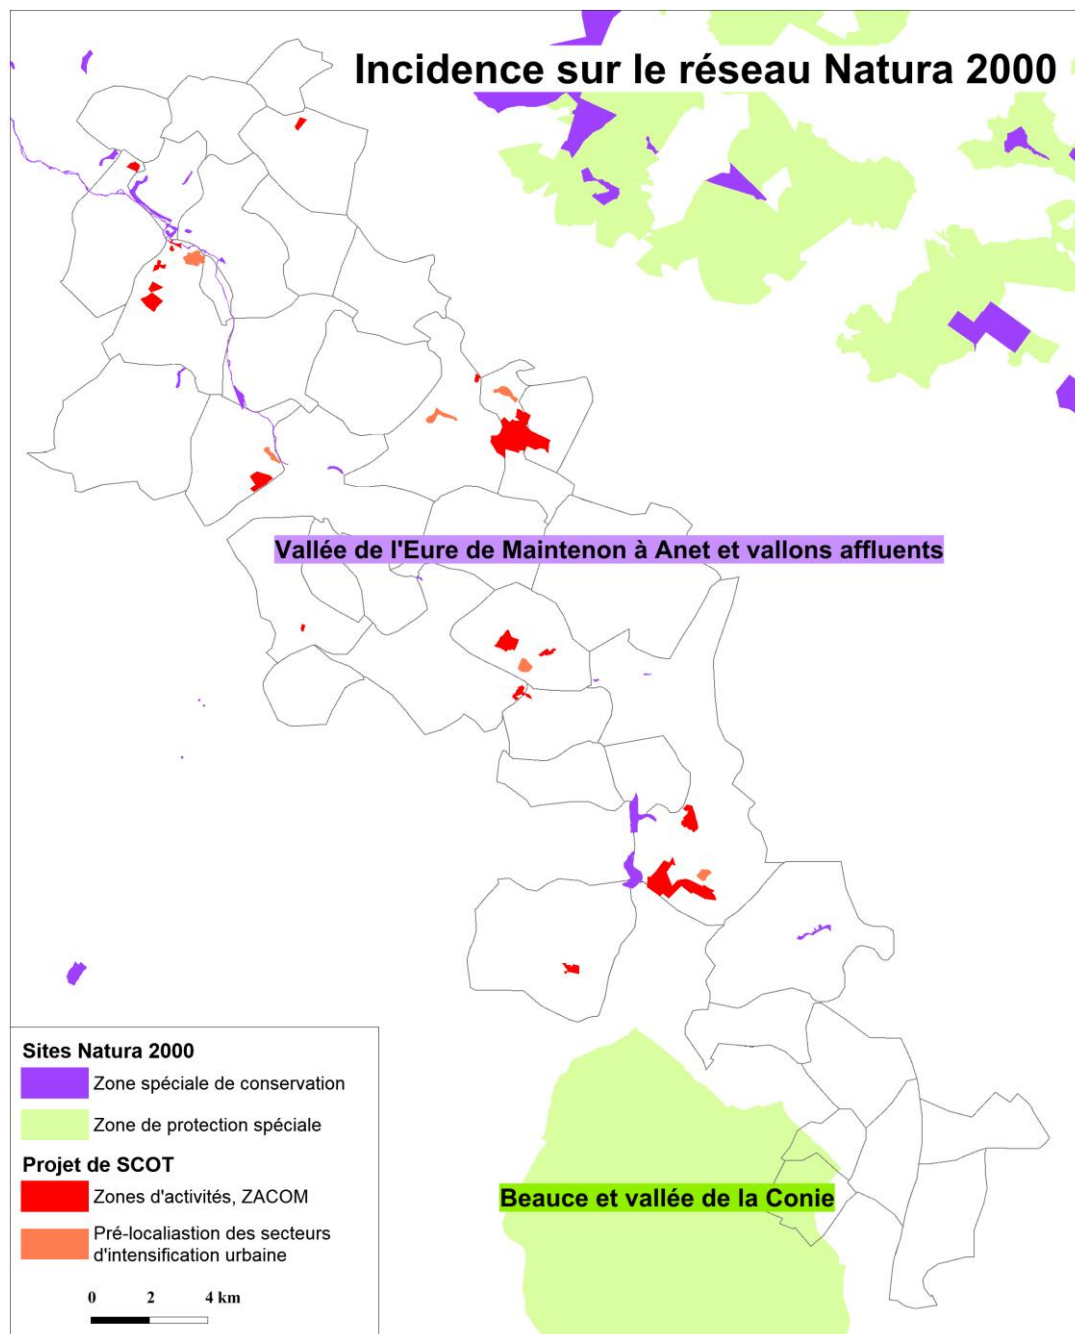 Incidence sur le réseau Natura 2000
Vallée de l'Eure de Maintenon à Anet et vallons affluents
Beauce et vallée de la Conie
Sites Natura 2000
Zone spéciale de conservation
Zone de protection spéciale
Projet de SCOT
Zones d'activités, ZACOM
Pré-localiastion des secteurs
d'intensification urbaine
0 2 4 km